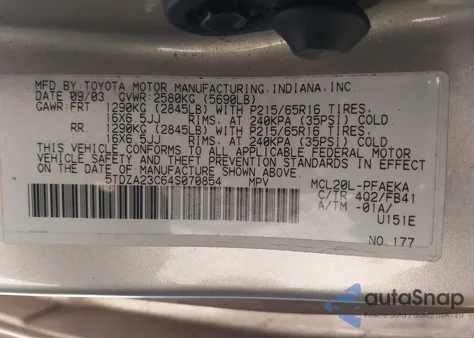 MFD.BY TOYOTA MOTOR MANUFACTURING.INDIANA.INC.
DATE 09/03 GVWR:2580KG (5690LB)
GAWR:FRT 1290KG (2845LB) WITH P215/65R16 TIRES.
16X6.5JJ RIMS. AT 240KPA (35PSI) COLD.
RR 1290KG (2845LB) WITH P215/65R16 TIRES.
16X6.5JJ RIMS. AT 240KPA (35PSI) COLD.
THIS VEHICLE CONFORMS TO ALL APPLICABLE FEDERAL MOTOR
VEHICLE SAFETY AND THEFT PREVENTION STANDARDS IN EFFECT
ON THE DATE OF MANUFACTURE SHOWN ABOVE.
5TDZA23C64S070854 MPV MCL20L-PFAEKA
C/TR 4Q2/FB41
A/TM -01A/
U151E
NO.177
autoSnap